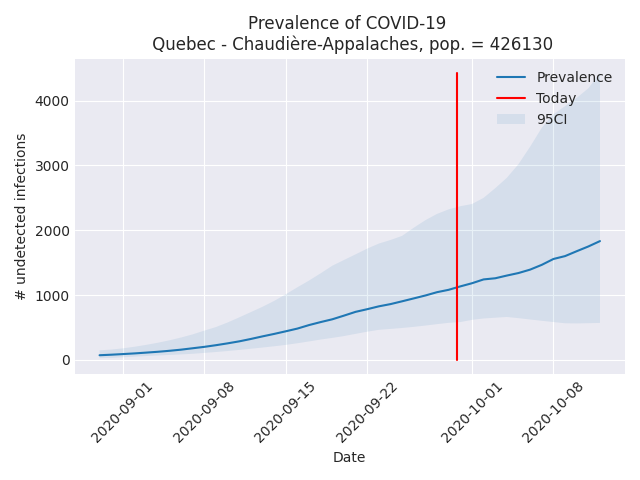 Prevalence of COVID-19
Quebec - Chaudière-Appalaches, pop. = 426130
Prevalence
Today
95CI
# undetected infections
4000
3000
2000
1000
0
2020-09-01
2020-09-08
2020-09-15
2020-09-22
2020-10-01
2020-10-08
Date